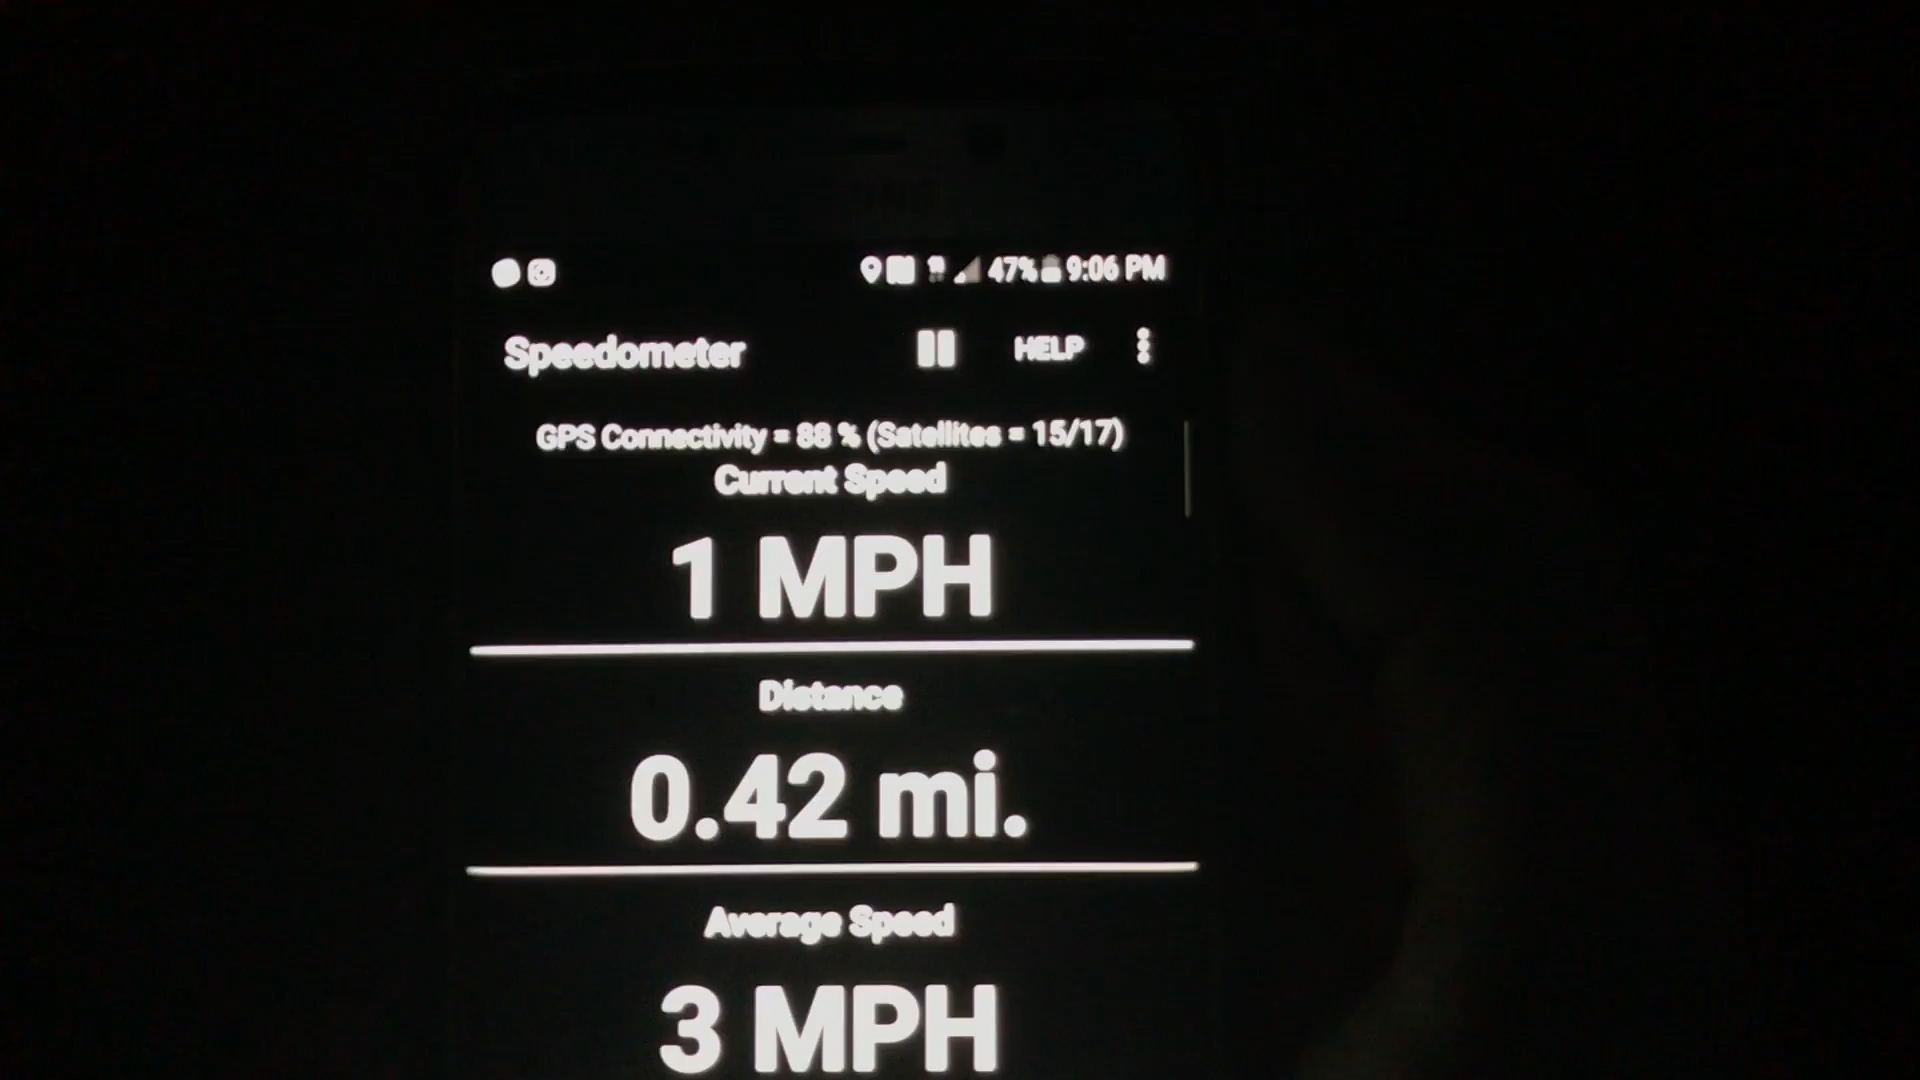 47% 9:06 PM
Speedometer HELP
GPS Connectivity = 88 % (Satellites = 15/17)
Current Speed
1 MPH
Distance
0.42 mi.
Average Speed
3 MPH